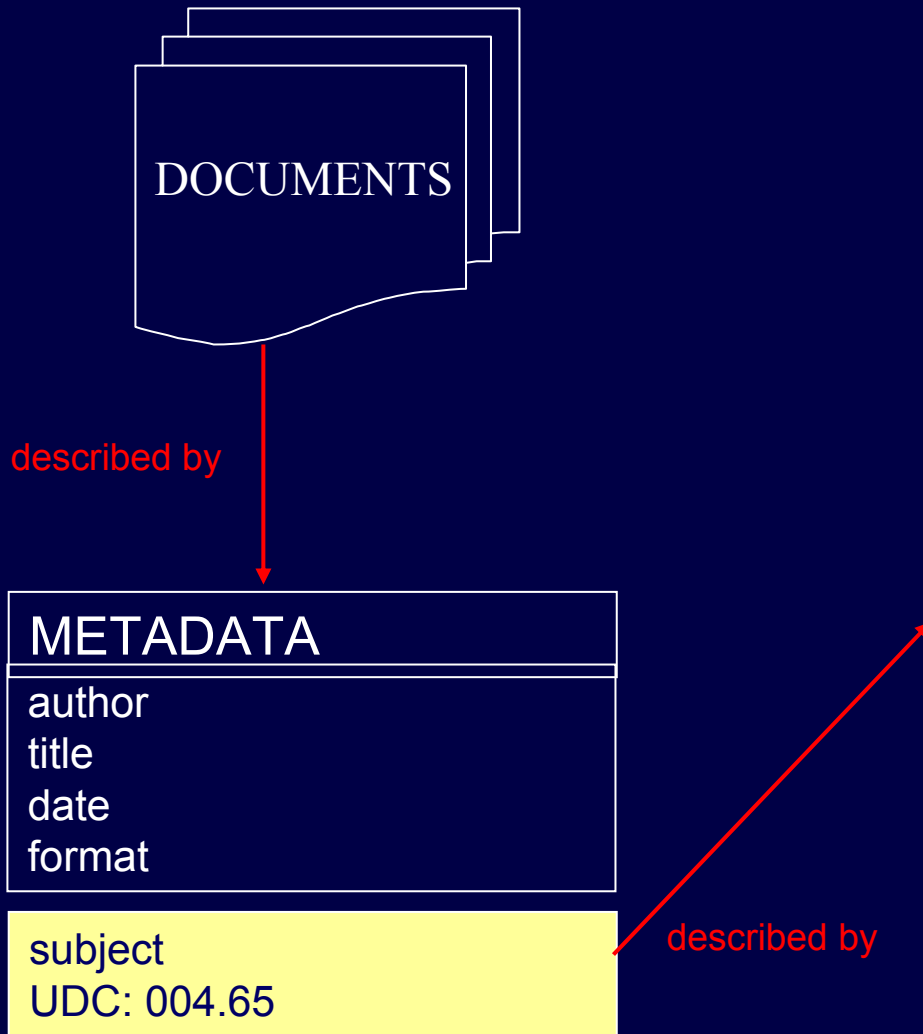 DOCUMENTS
described by
METADATA
author
title
date
format
subject
UDC: 004.65
described by